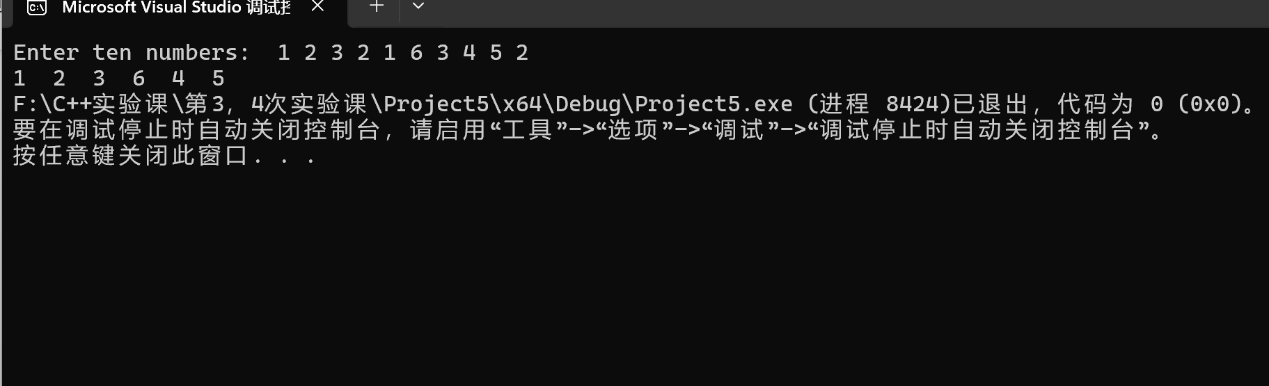 Microsoft Visual Studio 调试
Enter ten numbers:  1 2 3 2 1 6 3 4 5 2
1  2  3  6  4  5
F:\C++实验课\第3，4次实验课\Project5\x64\Debug\Project5.exe (进程 8424)已退出，代码为 0 (0x0)。
要在调试停止时自动关闭控制台，请启用“工具”->“选项”->“调试”->“调试停止时自动关闭控制台”。
按任意键关闭此窗口. . .